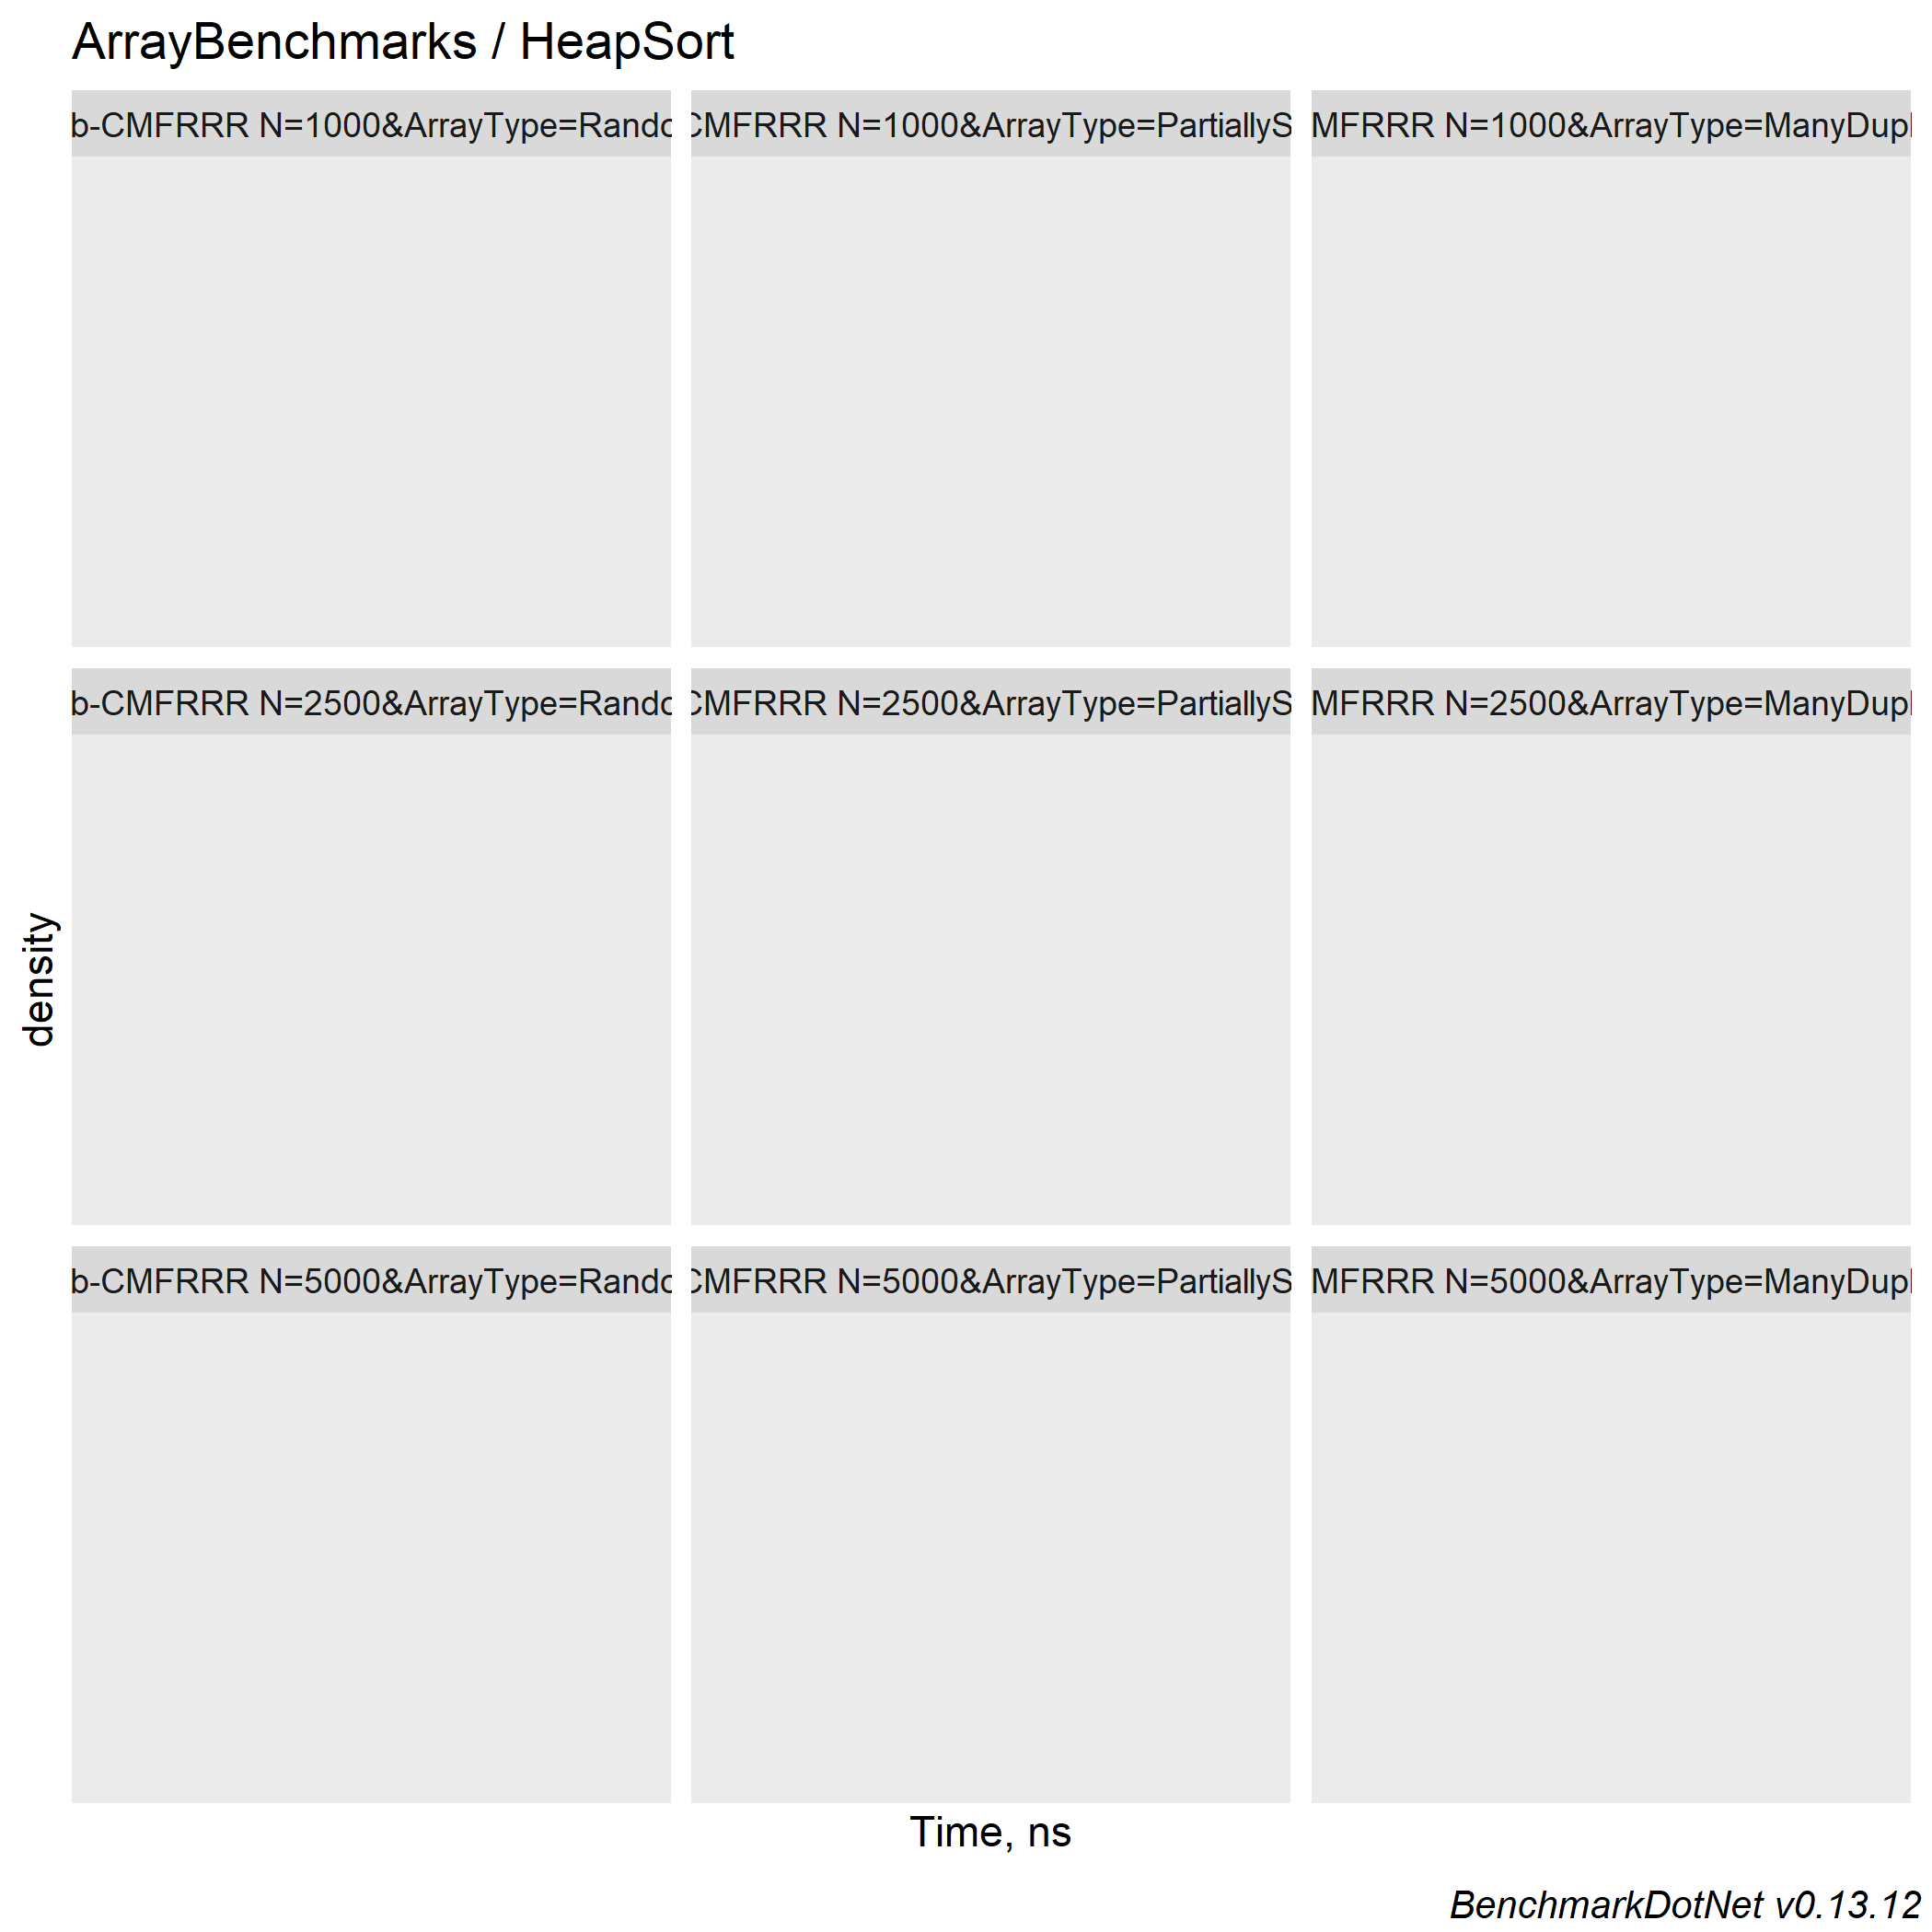 ArrayBenchmarks / HeapSort
b-CMFRRR N=1000&ArrayType=Rando
CMFRRR N=1000&ArrayType=PartiallyS
MFRRR N=1000&ArrayType=ManyDupl
b-CMFRRR N=2500&ArrayType=Rando
CMFRRR N=2500&ArrayType=PartiallyS
MFRRR N=2500&ArrayType=ManyDupl
density
b-CMFRRR N=5000&ArrayType=Rando
CMFRRR N=5000&ArrayType=PartiallyS
MFRRR N=5000&ArrayType=ManyDupl
Time, ns
BenchmarkDotNet v0.13.12